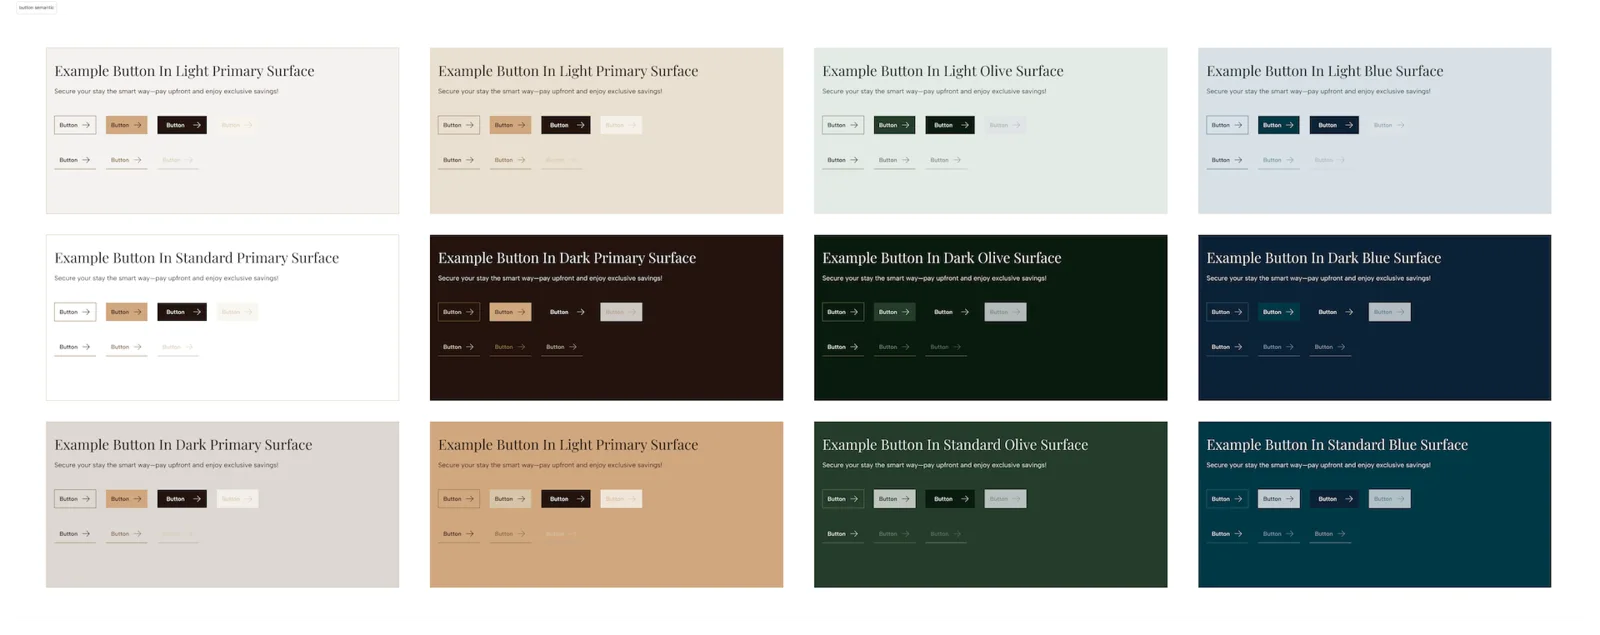 button semantic
Example Button In Light Primary Surface
Secure your stay the smart way—pay upfront and enjoy exclusive savings!
Button Button Button Button
Button Button Button
Example Button In Light Primary Surface
Secure your stay the smart way—pay upfront and enjoy exclusive savings!
Button Button Button Button
Button Button Button
Example Button In Light Olive Surface
Secure your stay the smart way—pay upfront and enjoy exclusive savings!
Button Button Button Button
Button Button Button
Example Button In Light Blue Surface
Secure your stay the smart way—pay upfront and enjoy exclusive savings!
Button Button Button Button
Button Button Button
Example Button In Standard Primary Surface
Secure your stay the smart way—pay upfront and enjoy exclusive savings!
Button Button Button Button
Button Button Button
Example Button In Dark Primary Surface
Secure your stay the smart way—pay upfront and enjoy exclusive savings!
Button Button Button Button
Button Button Button
Example Button In Dark Olive Surface
Secure your stay the smart way—pay upfront and enjoy exclusive savings!
Button Button Button Button
Button Button Button
Example Button In Dark Blue Surface
Secure your stay the smart way—pay upfront and enjoy exclusive savings!
Button Button Button Button
Button Button Button
Example Button In Dark Primary Surface
Secure your stay the smart way—pay upfront and enjoy exclusive savings!
Button Button Button Button
Button Button
Example Button In Light Primary Surface
Secure your stay the smart way—pay upfront and enjoy exclusive savings!
Button Button Button Button
Button Button Button
Example Button In Standard Olive Surface
Secure your stay the smart way—pay upfront and enjoy exclusive savings!
Button Button Button Button
Button Button Button
Example Button In Standard Blue Surface
Secure your stay the smart way—pay upfront and enjoy exclusive savings!
Button Button Button Button
Button Button Button